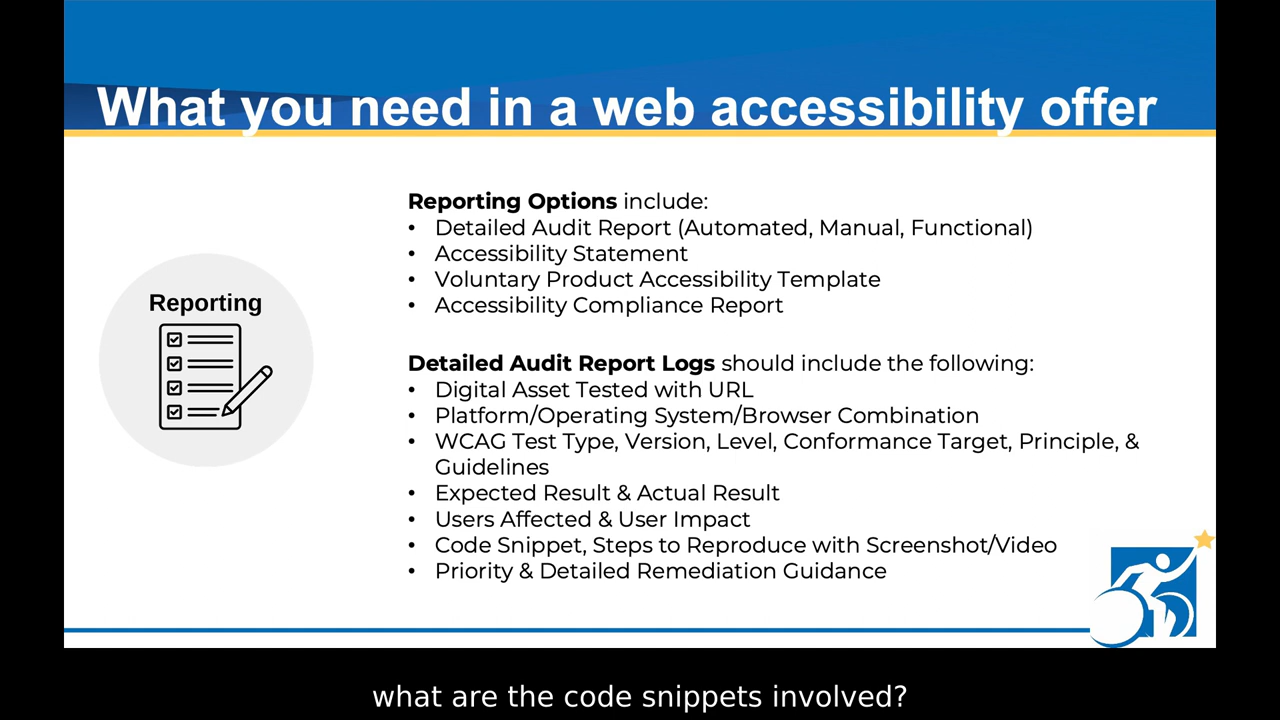 What you need in a web accessibility offer
Reporting
Reporting Options include:
• Detailed Audit Report (Automated, Manual, Functional)
• Accessibility Statement
• Voluntary Product Accessibility Template
• Accessibility Compliance Report
Detailed Audit Report Logs should include the following:
• Digital Asset Tested with URL
• Platform/Operating System/Browser Combination
• WCAG Test Type, Version, Level, Conformance Target, Principle, &
Guidelines
• Expected Result & Actual Result
• Users Affected & User Impact
• Code Snippet, Steps to Reproduce with Screenshot/Video
• Priority & Detailed Remediation Guidance
what are the code snippets involved?